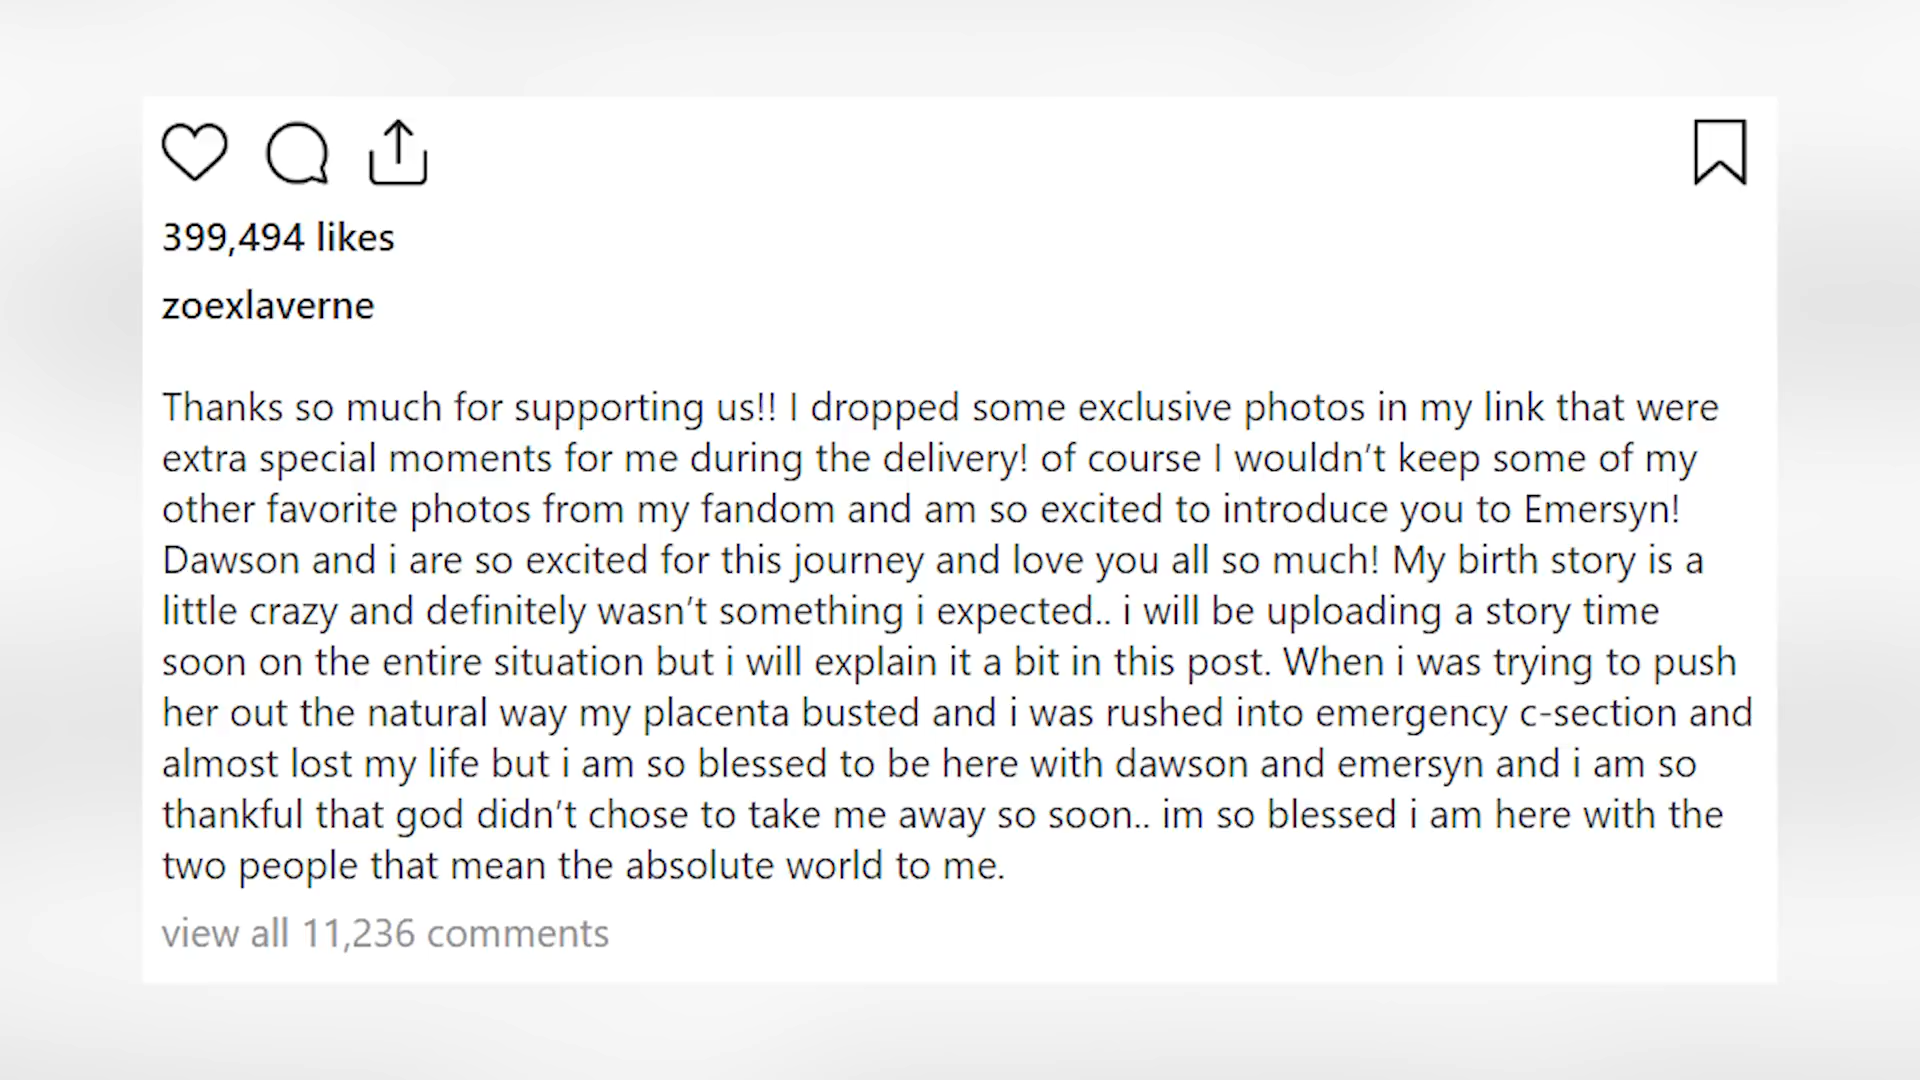 399,494 likes
zoexlaverne
Thanks so much for supporting us!! I dropped some exclusive photos in my link that were
extra special moments for me during the delivery! of course I wouldn’t keep some of my
other favorite photos from my fandom and am so excited to introduce you to Emersyn!
Dawson and i are so excited for this journey and love you all so much! My birth story is a
little crazy and definitely wasn’t something i expected.. i will be uploading a story time
soon on the entire situation but i will explain it a bit in this post. When i was trying to push
her out the natural way my placenta busted and i was rushed into emergency c-section and
almost lost my life but i am so blessed to be here with dawson and emersyn and i am so
thankful that god didn’t chose to take me away so soon.. im so blessed i am here with the
two people that mean the absolute world to me.
view all 11,236 comments